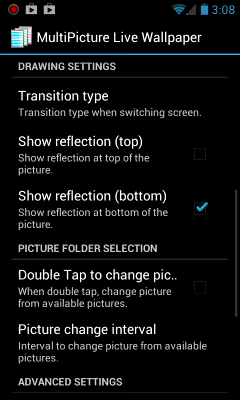 3:08
MultiPicture Live Wallpaper
DRAWING SETTINGS
Transition type
Transition type when switching screen.
Show reflection (top)
Show reflection at top of the
picture.
Show reflection (bottom)
Show reflection at bottom of the
picture.
PICTURE FOLDER SELECTION
Double Tap to change pic..
When double tap, change picture
from available pictures.
Picture change interval
Interval to change picture from available
pictures.
ADVANCED SETTINGS